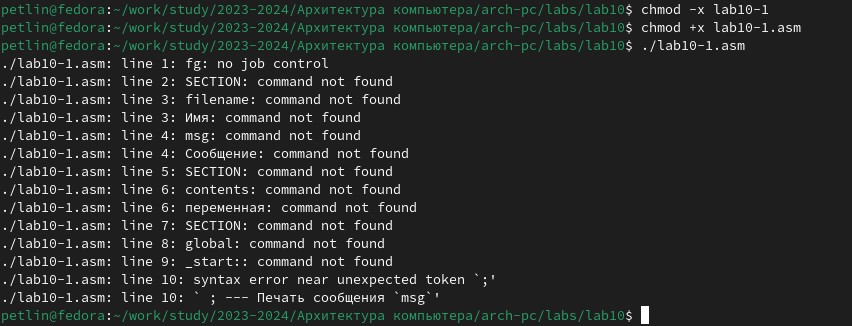 petlin@fedora:~/work/study/2023-2024/Архитектура компьютера/arch-pc/labs/lab10$ chmod -x lab10-1
petlin@fedora:~/work/study/2023-2024/Архитектура компьютера/arch-pc/labs/lab10$ chmod +x lab10-1.asm
petlin@fedora:~/work/study/2023-2024/Архитектура компьютера/arch-pc/labs/lab10$ ./lab10-1.asm
./lab10-1.asm: line 1: fg: no job control
./lab10-1.asm: line 2: SECTION: command not found
./lab10-1.asm: line 3: filename: command not found
./lab10-1.asm: line 3: Имя: command not found
./lab10-1.asm: line 4: msg: command not found
./lab10-1.asm: line 4: Сообщение: command not found
./lab10-1.asm: line 5: SECTION: command not found
./lab10-1.asm: line 6: contents: command not found
./lab10-1.asm: line 6: переменная: command not found
./lab10-1.asm: line 7: SECTION: command not found
./lab10-1.asm: line 8: global: command not found
./lab10-1.asm: line 9: _start:: command not found
./lab10-1.asm: line 10: syntax error near unexpected token `;'
./lab10-1.asm: line 10: ` ; --- Печать сообщения `msg`'
petlin@fedora:~/work/study/2023-2024/Архитектура компьютера/arch-pc/labs/lab10$